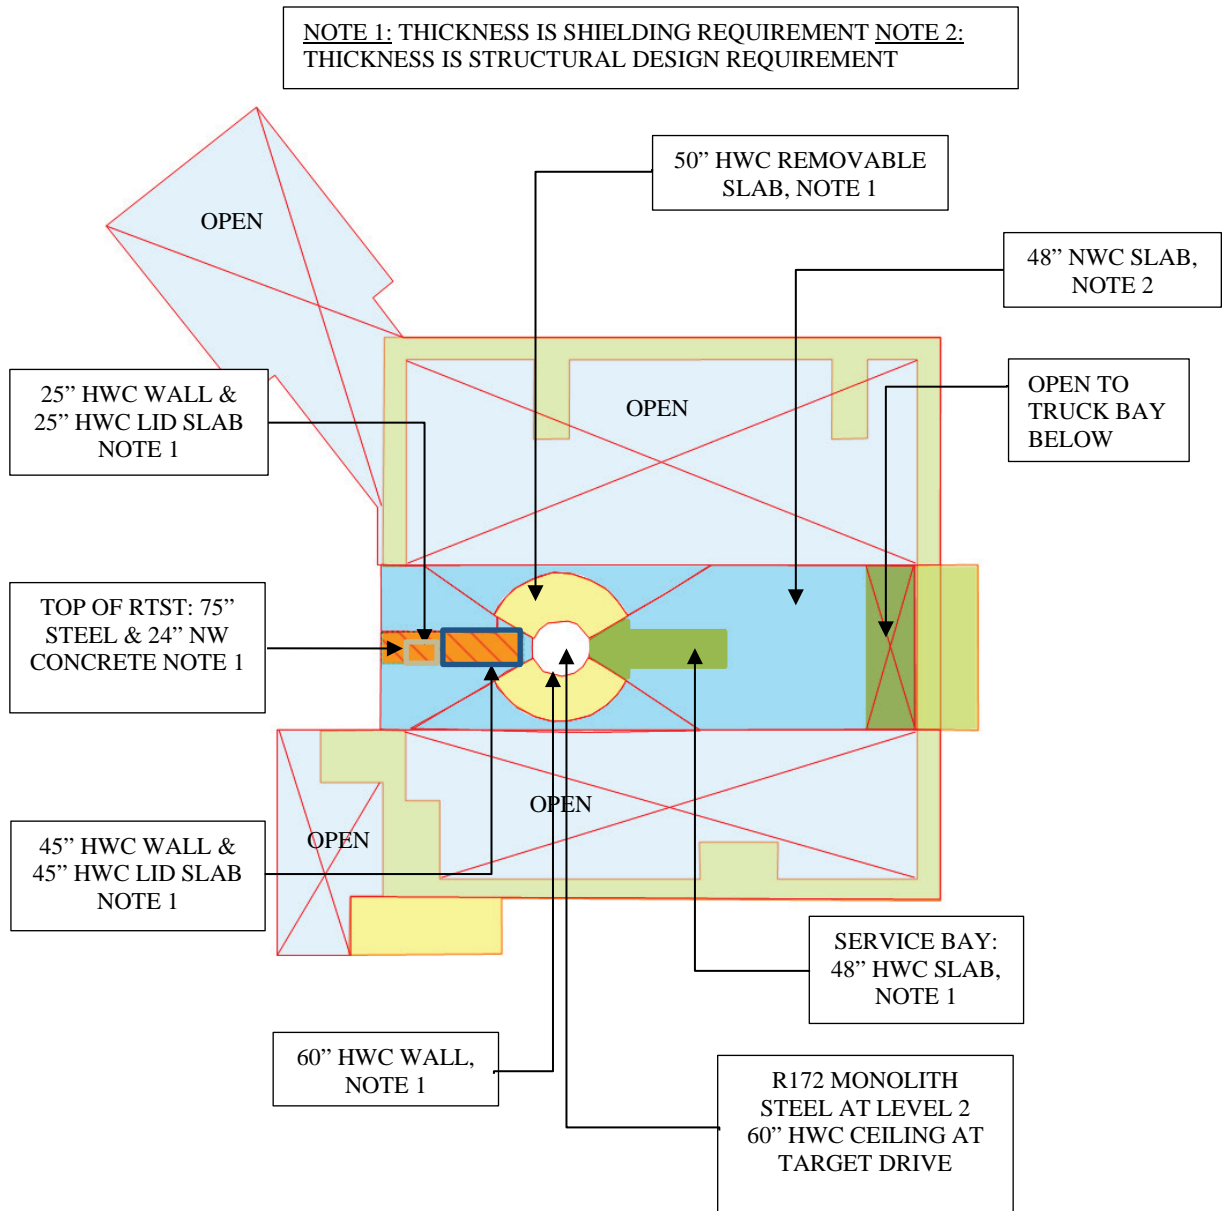 NOTE 1: THICKNESS IS SHIELDING REQUIREMENT NOTE 2:
THICKNESS IS STRUCTURAL DESIGN REQUIREMENT
50” HWC REMOVABLE
SLAB, NOTE 1
OPEN
48” NWC SLAB,
NOTE 2
25” HWC WALL &
25” HWC LID SLAB
NOTE 1
OPEN
OPEN TO
TRUCK BAY
BELOW
TOP OF RTST: 75”
STEEL & 24” NW
CONCRETE NOTE 1
OPEN
OPEN
45” HWC WALL &
45” HWC LID SLAB
NOTE 1
SERVICE BAY:
48” HWC SLAB,
NOTE 1
60” HWC WALL,
NOTE 1
R172 MONOLITH
STEEL AT LEVEL 2
60” HWC CEILING AT
TARGET DRIVE